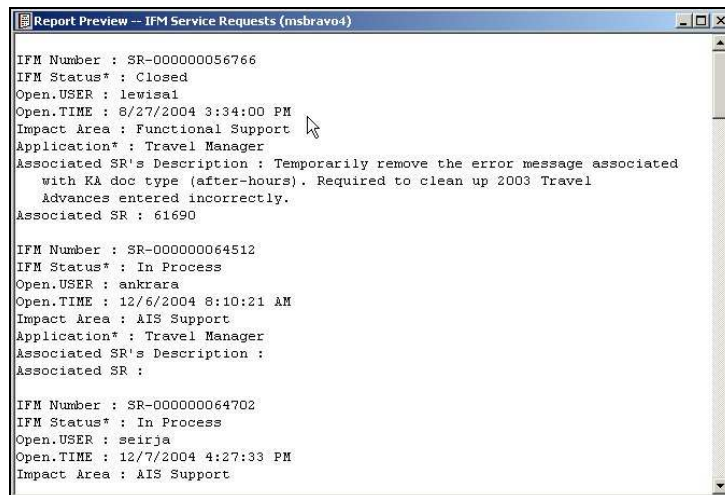 Report Preview -- IFM Service Requests (msbravo4)
IFM Number : SR-000000056766
IFM Status* : Closed
Open.USER : lewisa1
Open.TIME : 8/27/2004 3:34:00 PM
Impact Area : Functional Support
Application* : Travel Manager
Associated SR's Description : Temporarily remove the error message associated
with KA doc type (after-hours). Required to clean up 2003 Travel
Advances entered incorrectly.
Associated SR : 61690
IFM Number : SR-000000064512
IFM Status* : In Process
Open.USER : ankrara
Open.TIME : 12/6/2004 8:10:21 AM
Impact Area : AIS Support
Application* : Travel Manager
Associated SR's Description :
Associated SR :
IFM Number : SR-000000064702
IFM Status* : In Process
Open.USER : seirja
Open.TIME : 12/7/2004 4:27:33 PM
Impact Area : AIS Support